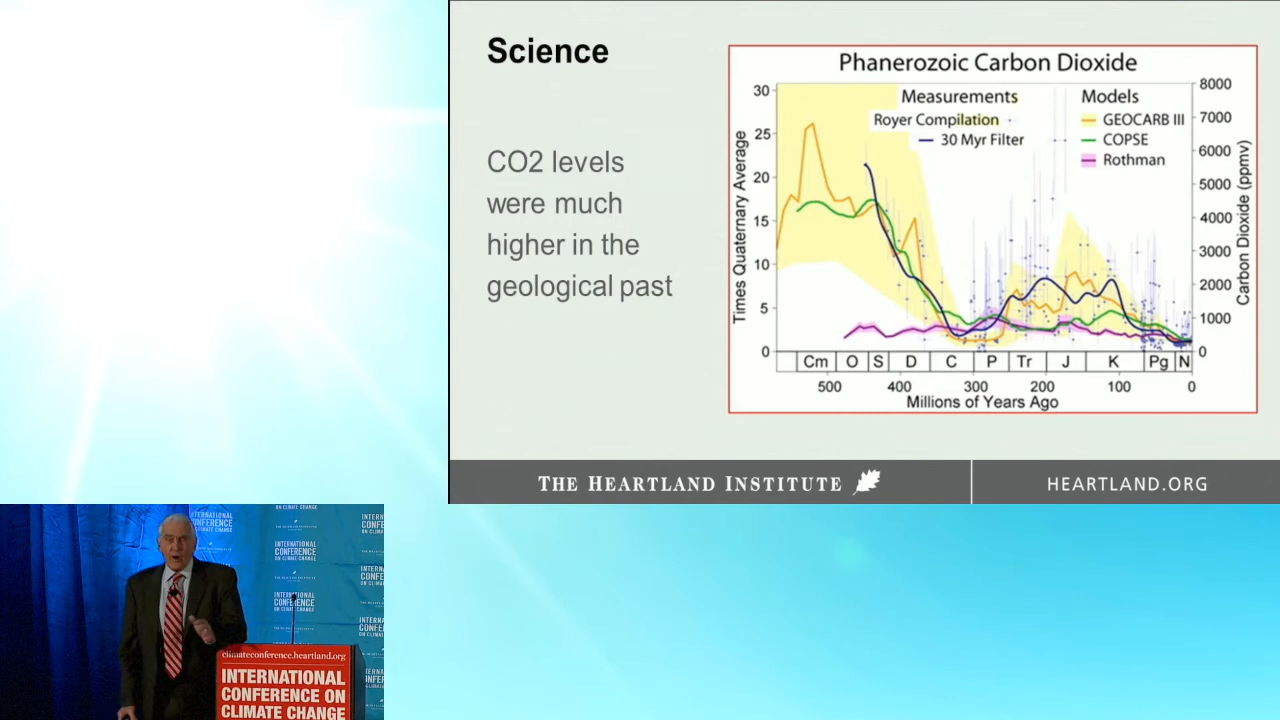 Science
CO2 levels
were much
higher in the
geological past
Phanerozoic Carbon Dioxide
Measurements
Royer Compilation
30 Myr Filter
Models
GEOCARB III
COPSE
Rothman
Times Quaternary Average
30
25
20
15
10
5
0
Carbon Dioxide (ppmv)
8000
7000
6000
5000
4000
3000
2000
1000
0
Cm O S D C P Tr J K Pg N
500 400 300 200 100 0
Millions of Years Ago
THE HEARTLAND INSTITUTE
HEARTLAND.ORG
INTERNATIONAL
CONFERENCE
ON CLIMATE CHANGE
climateconference.heartland.org
INTERNATIONAL
CONFERENCE ON
CLIMATE CHANGE